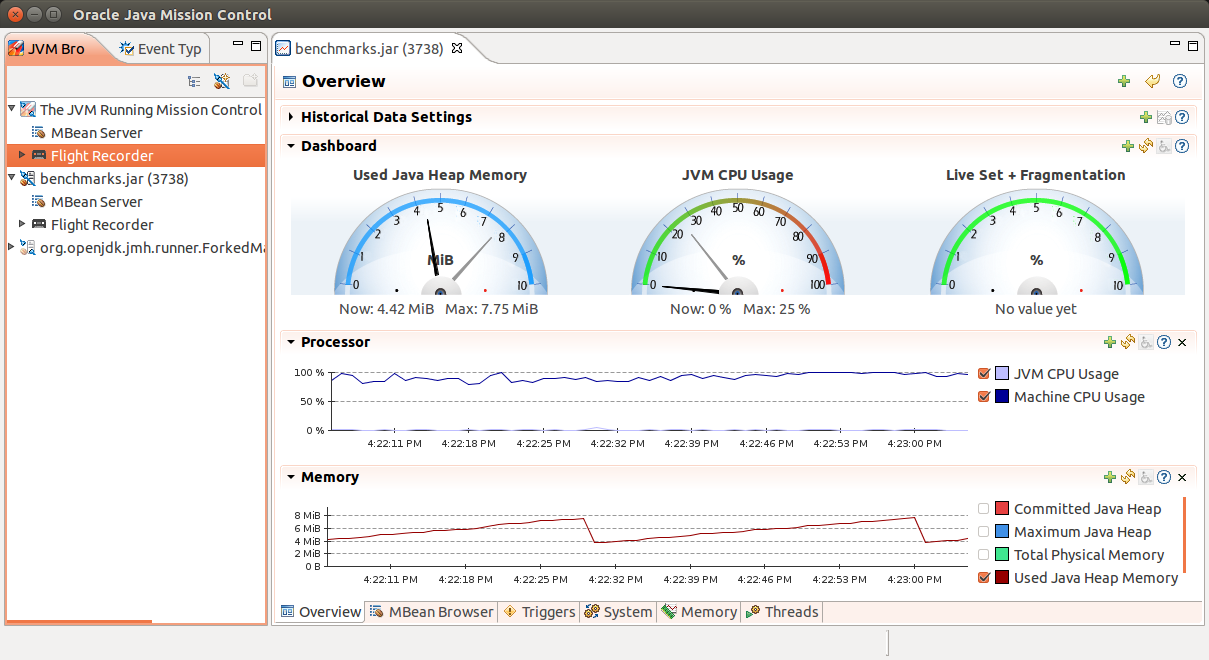 Oracle Java Mission Control
JVM Bro
Event Typ
benchmarks.jar (3738)
The JVM Running Mission Control
MBean Server
Flight Recorder
benchmarks.jar (3738)
MBean Server
Flight Recorder
org.openjdk.jmh.runner.ForkedMa
Overview
Historical Data Settings
Dashboard
Used Java Heap Memory
JVM CPU Usage
Live Set + Fragmentation
0 1 2 3 4 5 6 7 8 9 10
MiB
0 10 20 30 40 50 60 70 80 90 100
%
0 1 2 3 4 5 6 7 8 9 10
%
Now: 4.42 MiB Max: 7.75 MiB
Now: 0 % Max: 25 %
No value yet
Processor
100 %
50 %
0 %
4:22:11 PM 4:22:18 PM 4:22:25 PM 4:22:32 PM 4:22:39 PM 4:22:46 PM 4:22:53 PM 4:23:00 PM
JVM CPU Usage
Machine CPU Usage
Memory
8 MiB
6 MiB
4 MiB
2 MiB
0 B
4:22:11 PM 4:22:18 PM 4:22:25 PM 4:22:32 PM 4:22:39 PM 4:22:46 PM 4:22:53 PM 4:23:00 PM
Committed Java Heap
Maximum Java Heap
Total Physical Memory
Used Java Heap Memory
Overview MBean Browser Triggers System Memory Threads